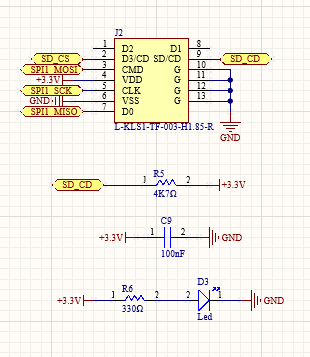 J2
1 D2 D1 8
SD_CS 2 D3/CD SD/CD 9 SD_CD
SPI1_MOSI 3 CMD G 10
+3.3V 4 VDD G 11
SPI1_SCK 5 CLK G 12
GND 6 VSS G 13
SPI1_MISO 7 D0
L-KLS1-TF-003-H1.85-R
GND
R5
SD_CD 1 2 +3.3V
4K7Ω
C9
+3.3V 1 2 GND
100nF
R6 D3
+3.3V 1 2 2 1 GND
330Ω Led